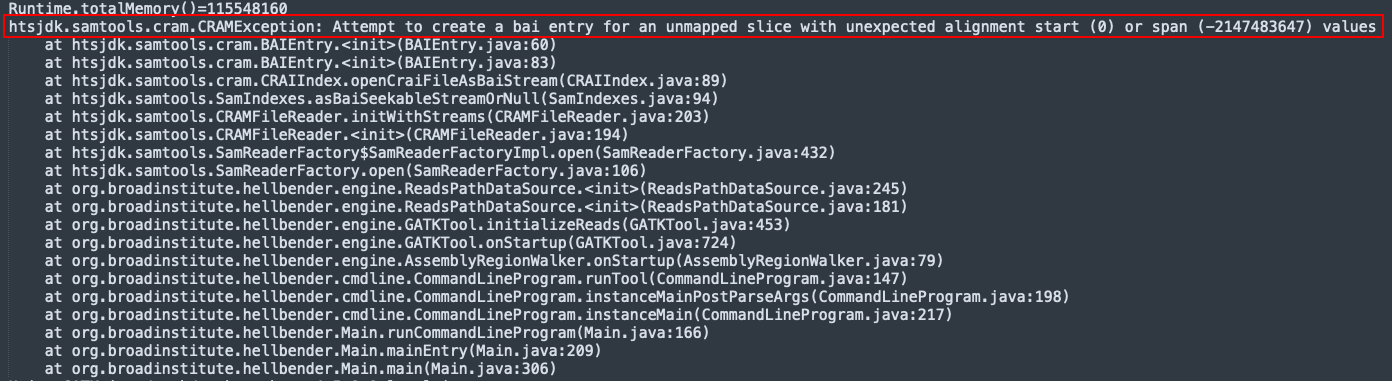 Runtime.totalMemory()=115548160
htsjdk.samtools.cram.CRAMException: Attempt to create a bai entry for an unmapped slice with unexpected alignment start (0) or span (-2147483647) values
at htsjdk.samtools.cram.BAIEntry.<init>(BAIEntry.java:60)
at htsjdk.samtools.cram.BAIEntry.<init>(BAIEntry.java:83)
at htsjdk.samtools.cram.CRAIIndex.openCraiFileAsBaiStream(CRAIIndex.java:89)
at htsjdk.samtools.SamIndexes.asBaiSeekableStreamOrNull(SamIndexes.java:94)
at htsjdk.samtools.CRAMFileReader.initWithStreams(CRAMFileReader.java:203)
at htsjdk.samtools.CRAMFileReader.<init>(CRAMFileReader.java:194)
at htsjdk.samtools.SamReaderFactory$SamReaderFactoryImpl.open(SamReaderFactory.java:432)
at htsjdk.samtools.SamReaderFactory.open(SamReaderFactory.java:106)
at org.broadinstitute.hellbender.engine.ReadsPathDataSource.<init>(ReadsPathDataSource.java:245)
at org.broadinstitute.hellbender.engine.ReadsPathDataSource.<init>(ReadsPathDataSource.java:181)
at org.broadinstitute.hellbender.engine.GATKTool.initializeReads(GATKTool.java:453)
at org.broadinstitute.hellbender.engine.GATKTool.onStartup(GATKTool.java:724)
at org.broadinstitute.hellbender.engine.AssemblyRegionWalker.onStartup(AssemblyRegionWalker.java:79)
at org.broadinstitute.hellbender.cmdline.CommandLineProgram.runTool(CommandLineProgram.java:147)
at org.broadinstitute.hellbender.cmdline.CommandLineProgram.instanceMainPostParseArgs(CommandLineProgram.java:198)
at org.broadinstitute.hellbender.cmdline.CommandLineProgram.instanceMain(CommandLineProgram.java:217)
at org.broadinstitute.hellbender.Main.runCommandLineProgram(Main.java:166)
at org.broadinstitute.hellbender.Main.mainEntry(Main.java:209)
at org.broadinstitute.hellbender.Main.main(Main.java:306)